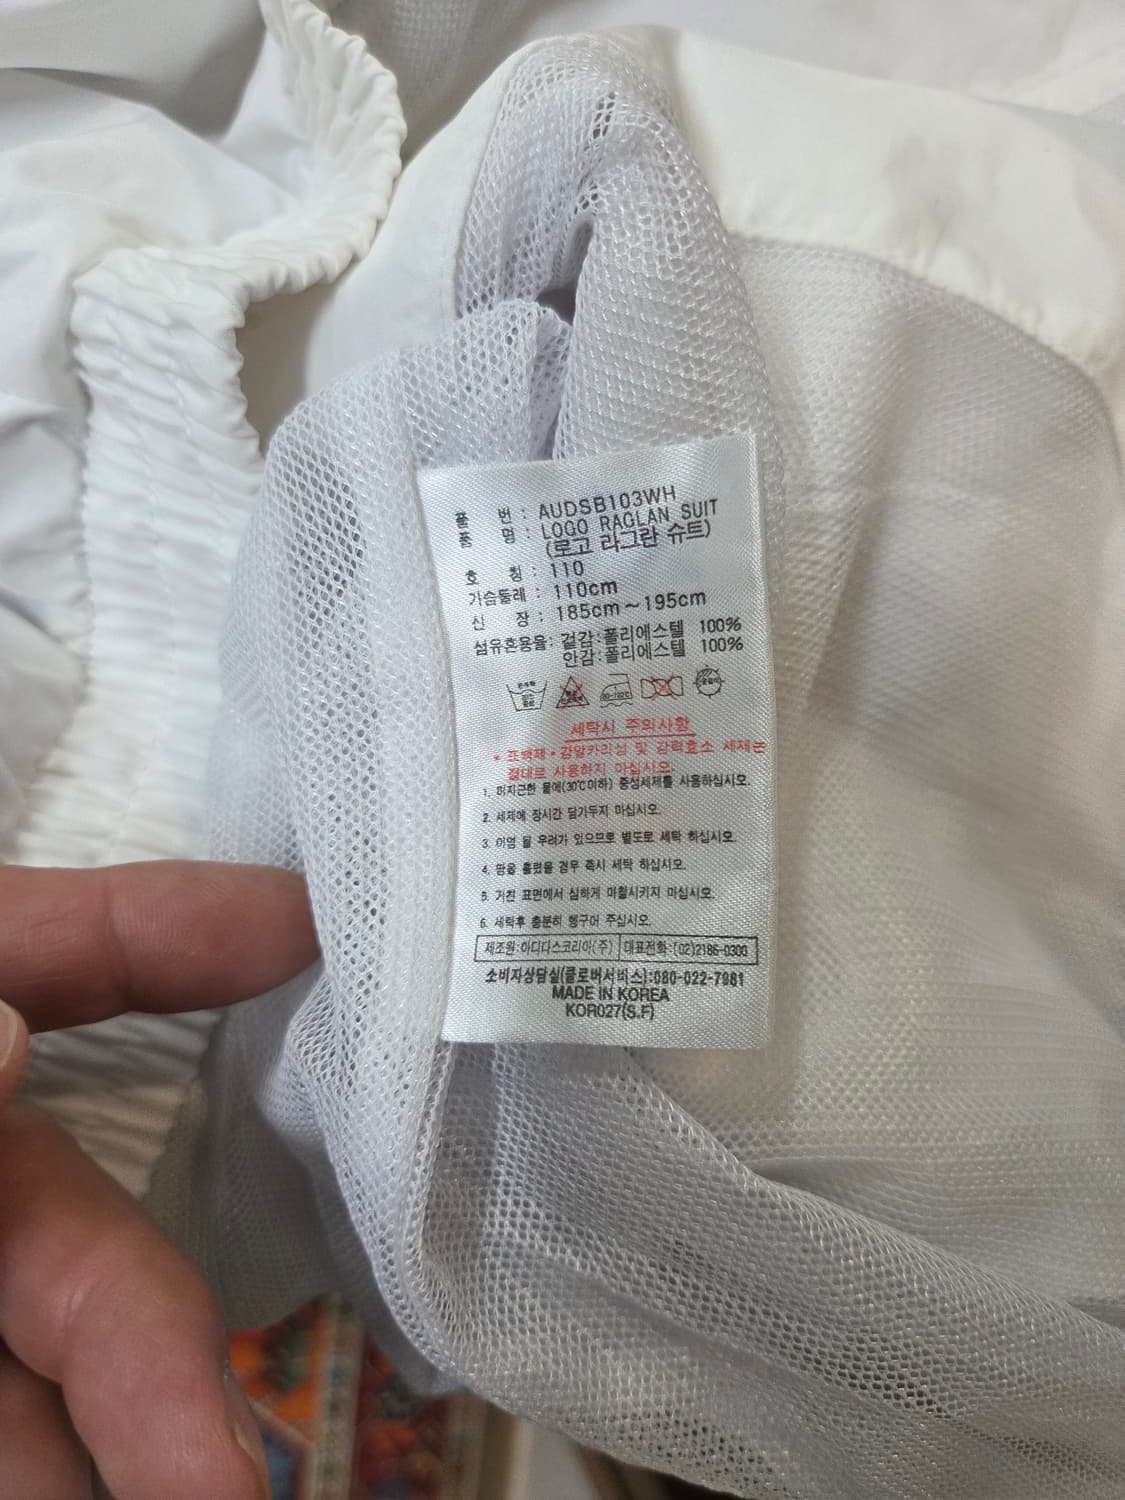 품 번 : AUDSB103WH
품 명 : LOGO RAGLAN SUIT
(로고 라그란 슈트)
호 칭 : 110
가슴둘레 : 110cm
신 장 : 185cm~195cm
섬유혼용율 : 겉감:폴리에스텔 100%
안감:폴리에스텔 100%
세탁시 주의사항
* 표백제·강알카리성 및 강력효소 세제는
절대로 사용하지 마십시오.
1. 미지근한 물에(30℃이하) 중성세제를 사용하십시오.
2. 세제에 장시간 담가두지 마십시오.
3. 이염 될 우려가 있으므로 별도로 세탁 하십시오.
4. 땀을 흘렸을 경우 즉시 세탁 하십시오.
5. 거친 표면에서 심하게 마찰시키지 마십시오.
6. 세탁후 충분히 헹구어 주십시오.
제조원:아디다스코리아(주) 대표전화:(02)2186-0300
소비자상담실(클로버서비스):080-022-7981
MADE IN KOREA
KOR027(S.F)